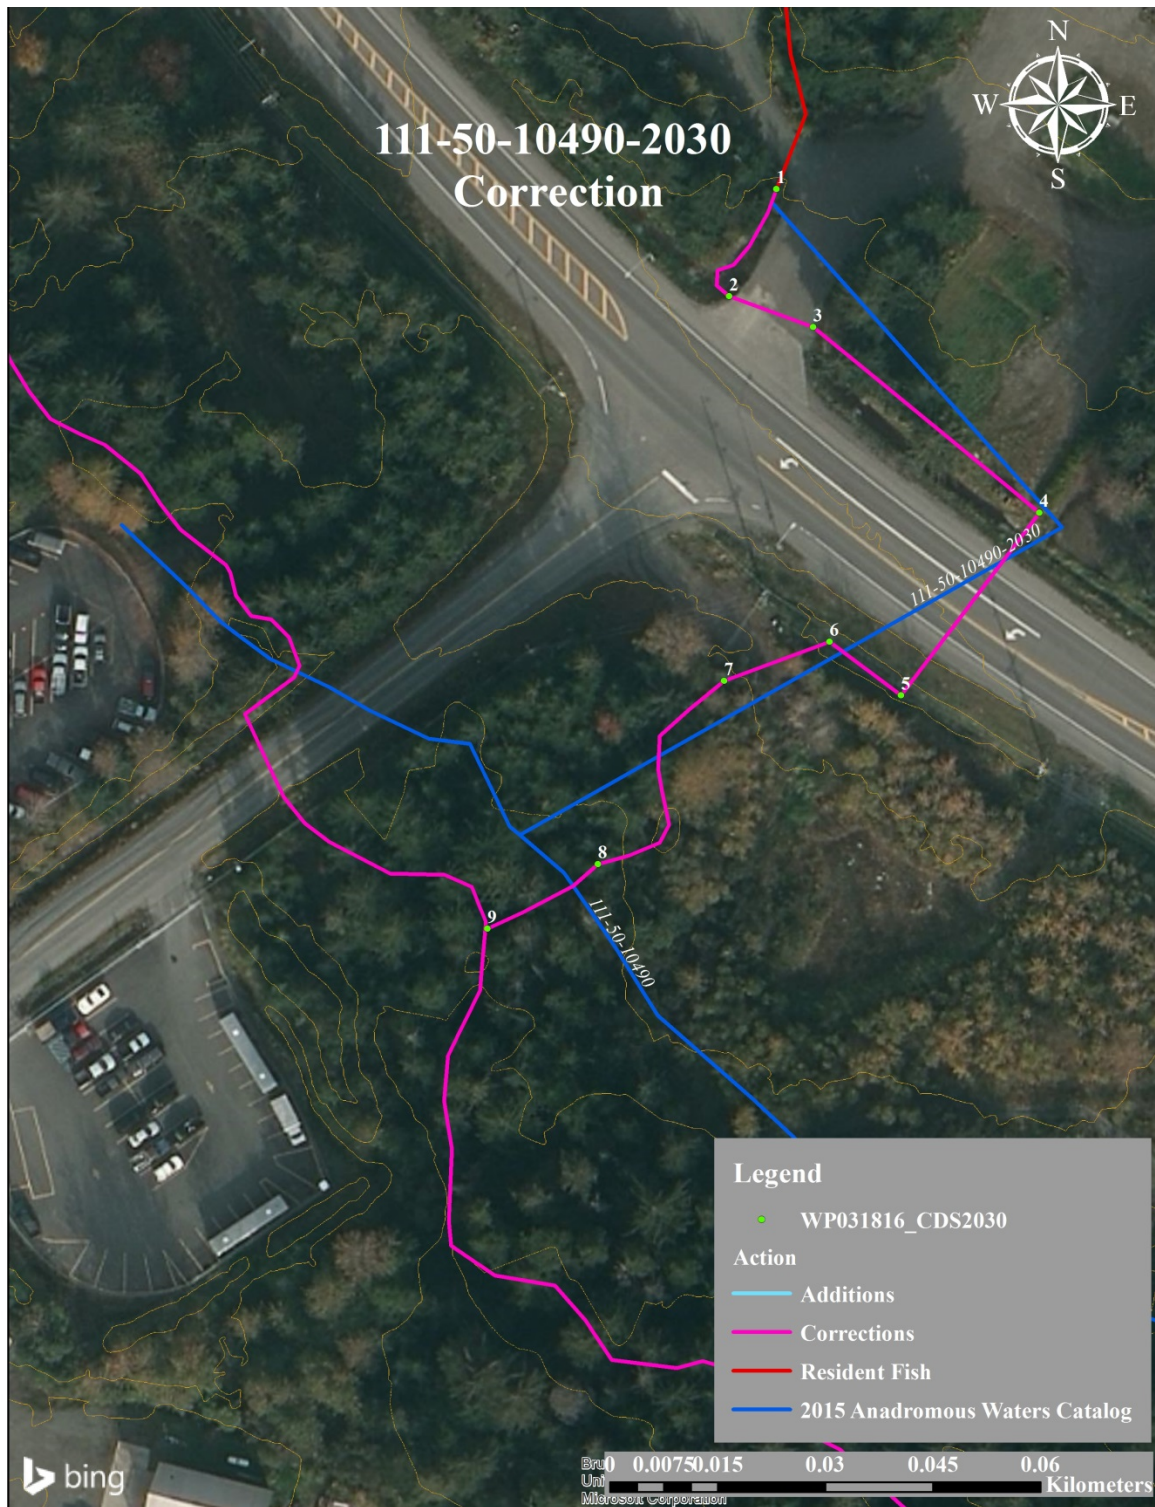 N
W E
S
111-50-10490-2030
Correction
1
2
3
4
111-50-10490-2030
6
5
7
8
111-50-10490
9
Legend
WP031816_CDS2030
Action
Additions
Corrections
Resident Fish
2015 Anadromous Waters Catalog
bing
0 0.0075 0.015 0.03 0.045 0.06
Kilometers
Microsoft Corporation